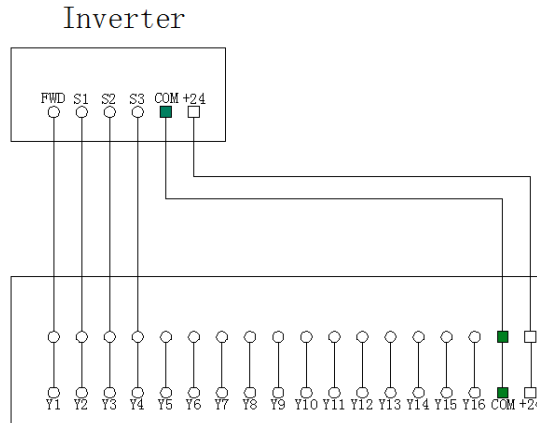 Inverter
FWD S1 S2 S3 COM +24
Y1 Y2 Y3 Y4 Y5 Y6 Y7 Y8 Y9 Y10 Y11 Y12 Y13 Y14 Y15 Y16 COM +24